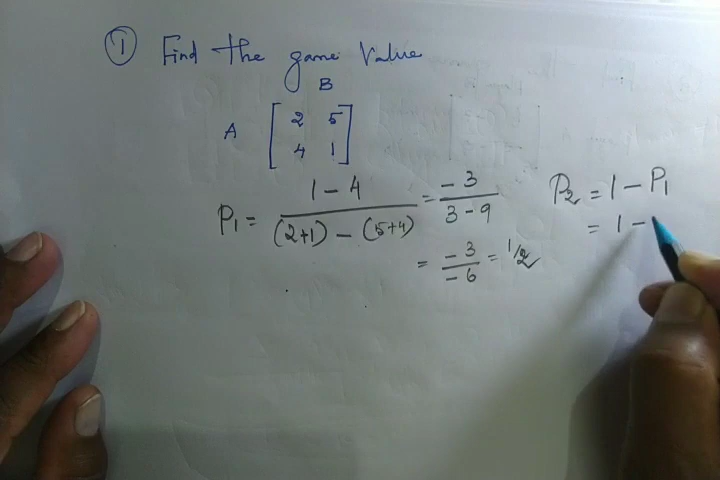 ① Find the game Value
B
A [ 2 5
4 1 ]
P₁ = (1 - 4) / ((2+1) - (5+4)) = -3 / (3 - 9)
= -3 / -6 = 1/2
P₂ = 1 - P₁
= 1 -